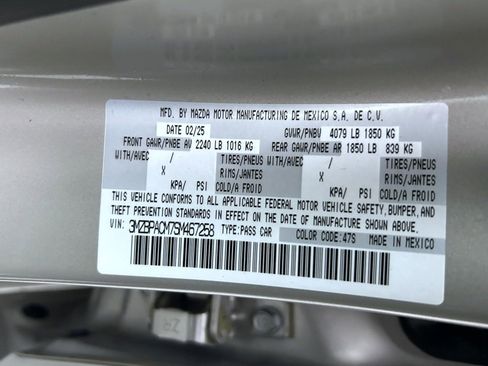 MFD. BY MAZDA MOTOR MANUFACTURING DE MEXICO S.A. DE C.V.
DATE 02/25 GVWR/PNBV 4079 LB 1850 KG
FRONT GAWR/PNBE AV 2240 LB 1016 KG REAR GAWR/PNBE AR 1850 LB 839 KG
WITH/AVEC / TIRES/PNEUS WITH/AVEC / TIRES/PNEUS
X RIMS/JANTES X RIMS/JANTES
KPA/ PSI COLD/A FROID KPA/ PSI COLD/A FROID
THIS VEHICLE CONFORMS TO ALL APPLICABLE FEDERAL MOTOR VEHICLE SAFETY, BUMPER, AND
THEFT PREVENTION STANDARDS IN EFFECT ON THE DATE OF MANUFACTURE SHOWN ABOVE.
VIN: 3MZBPACM7SM467258 TYPE:PASS CAR COLOR CODE:47S MADE IN MEXICO